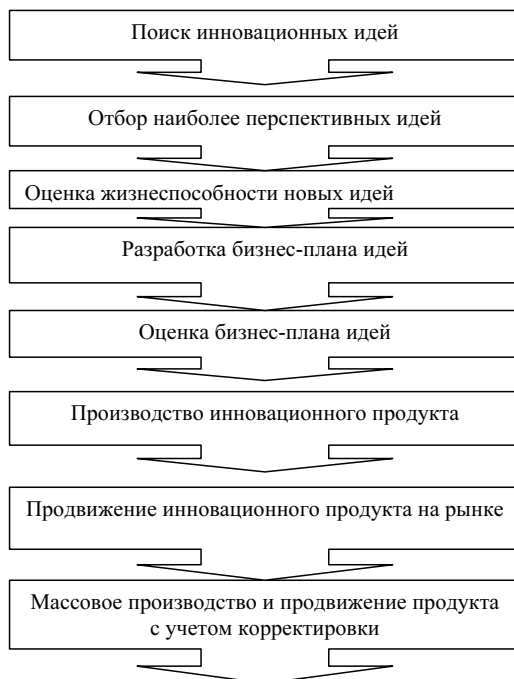 Поиск инновационных идей
Отбор наиболее перспективных идей
Оценка жизнеспособности новых идей
Разработка бизнес-плана идей
Оценка бизнес-плана идей
Производство инновационного продукта
Продвижение инновационного продукта на рынке
Массовое производство и продвижение продукта
с учетом корректировки